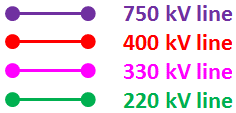 750 kV line
400 kV line
330 kV line
220 kV line